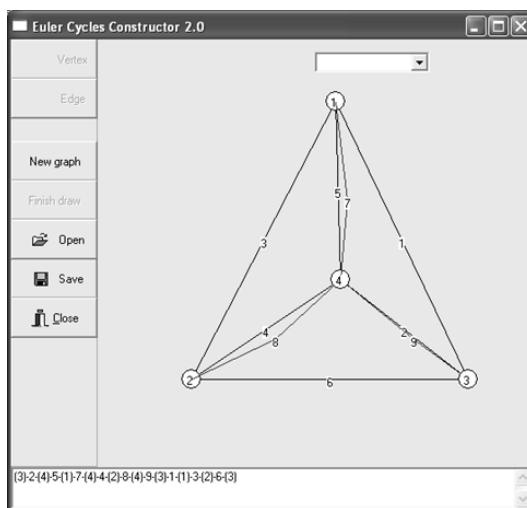 Euler Cycles Constructor 2.0
Vertex
Edge
New graph
Finish draw
Open
Save
Close
1
5
7
3
1
4
4
8
2
9
2
6
3
(3)-2-(4)-5-(1)-7-(4)-4-(2)-8-(4)-9-(3)-1-(1)-3-(2)-6-(3)